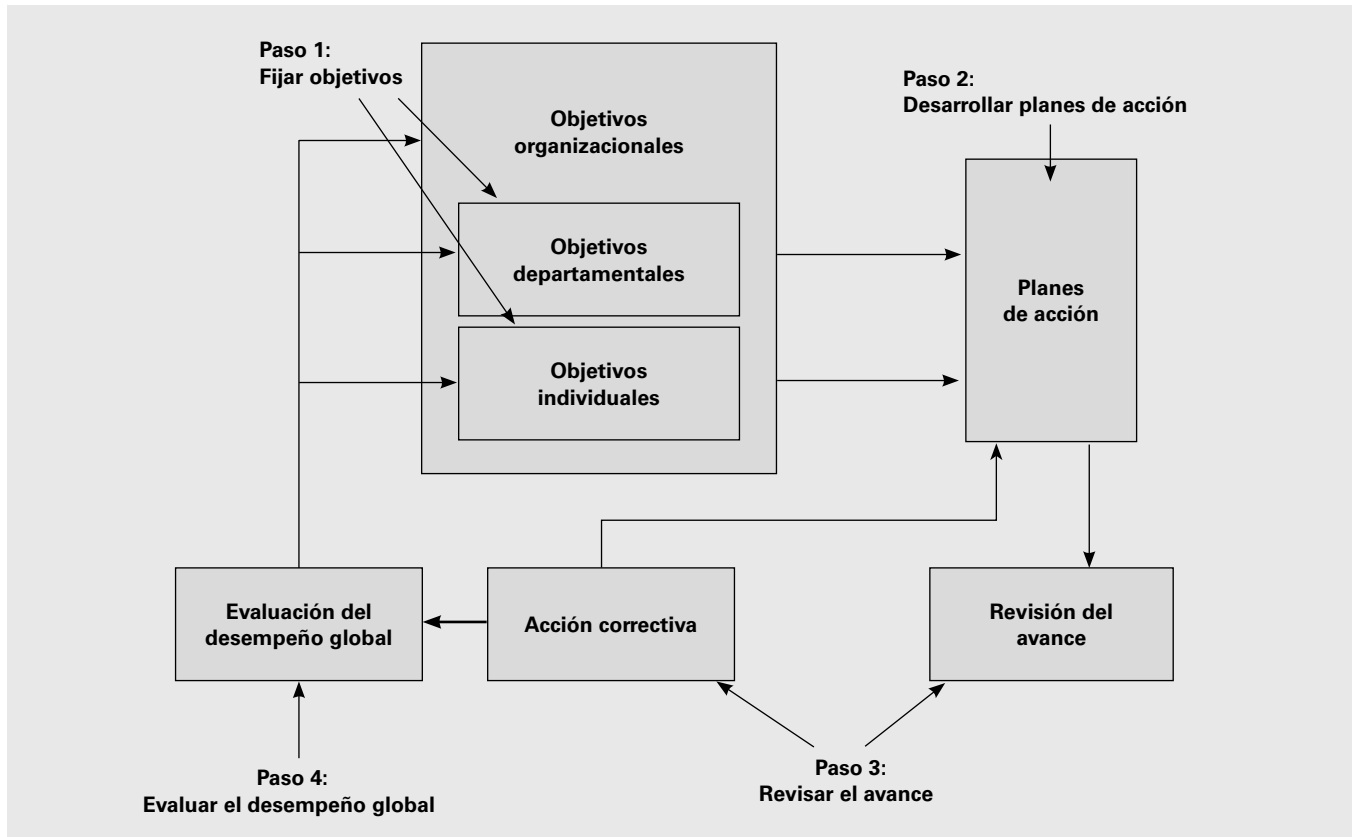 Paso 1:
Fijar objetivos
Objetivos
organizacionales
Paso 2:
Desarrollar planes de acción
Objetivos
departamentales
Planes
de acción
Objetivos
individuales
Evaluación del
desempeño global
Acción correctiva
Revisión del
avance
Paso 4:
Evaluar el desempeño global
Paso 3:
Revisar el avance